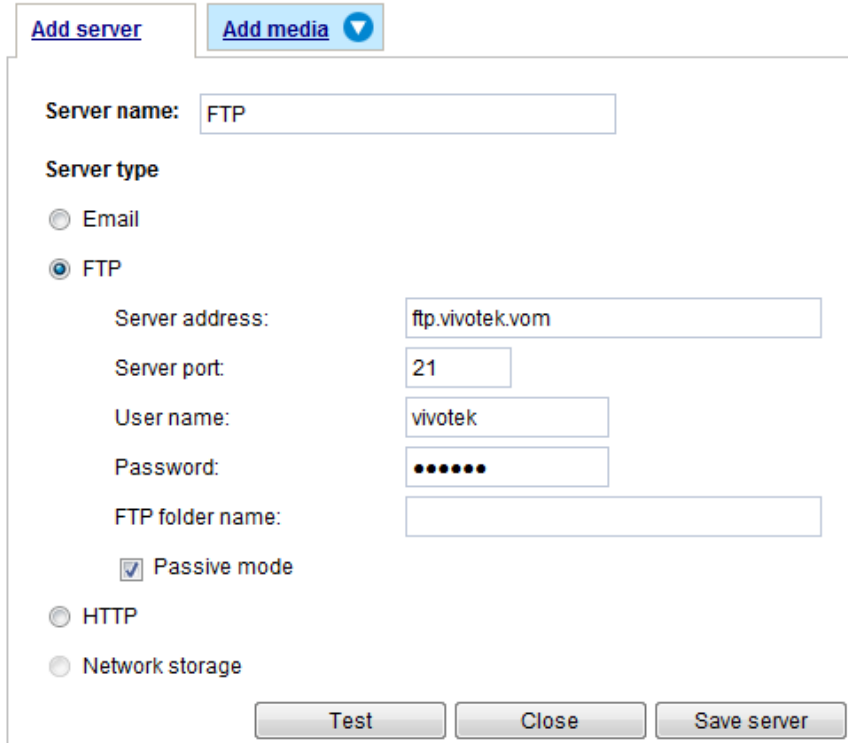 Add server
Add media
Server name: FTP
Server type
Email
FTP
Server address: ftp.vivotek.vom
Server port: 21
User name: vivotek
Password: ●●●●●●
FTP folder name:
Passive mode
HTTP
Network storage
Test Close Save server